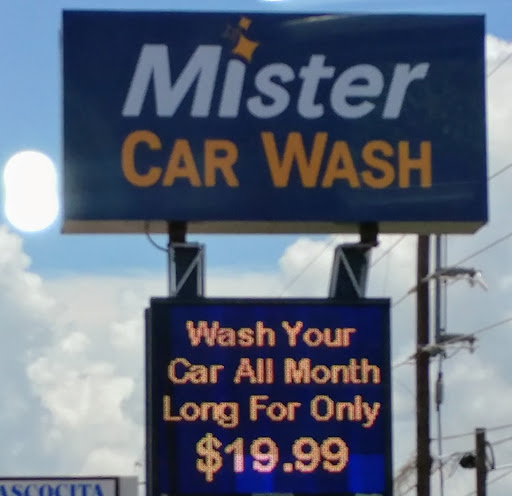 Mister
CAR WASH
Wash Your
Car All Month
Long For Only
$19.99
ASCOCITA